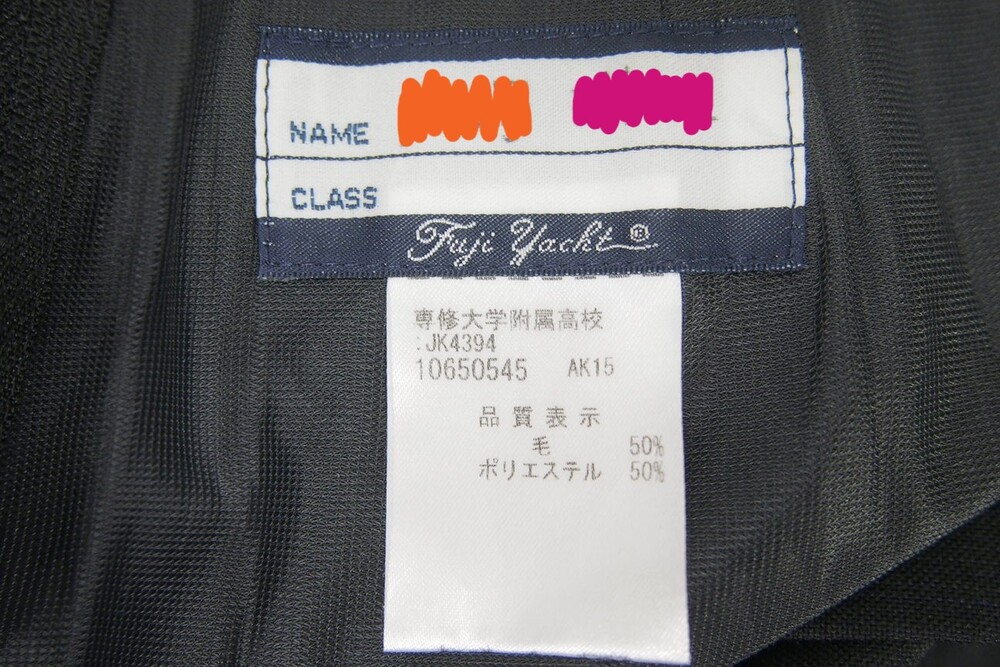 NAME
CLASS
Fuji Yacht®
専修大学附属高校
:JK4394
10650545 AK15
品質表示
毛 50%
ポリエステル 50%